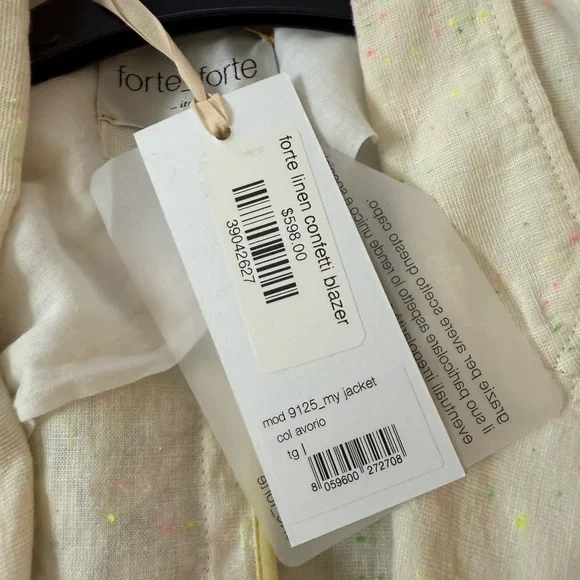 forte_forte
forte linen confetti blazer
$598.00
39042627
mod 9125_my jacket
col avorio
tg I
8 059600 272708
grazie per avere scelto questo capo.
il suo particolare aspetto lo rende unico e
eventuali irregolarit